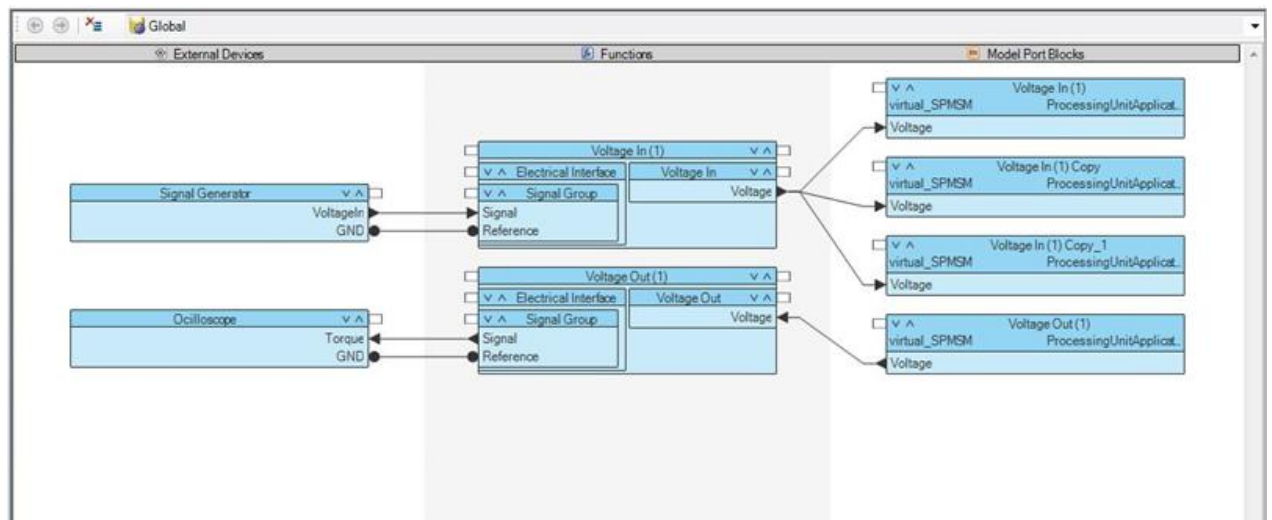 Global
External Devices
Functions
Model Port Blocks
Signal Generator
VoltageIn
GND
Ocilloscope
Torque
GND
Voltage In (1)
Electrical Interface
Voltage In
Signal Group
Voltage
Signal
Reference
Voltage Out (1)
Electrical Interface
Voltage Out
Signal Group
Voltage
Signal
Reference
Voltage In (1)
virtual_SPMSM ProcessingUnitApplicat..
Voltage
Voltage In (1) Copy
virtual_SPMSM ProcessingUnitApplicat..
Voltage
Voltage In (1) Copy_1
virtual_SPMSM ProcessingUnitApplicat..
Voltage
Voltage Out (1)
virtual_SPMSM ProcessingUnitApplicat..
Voltage